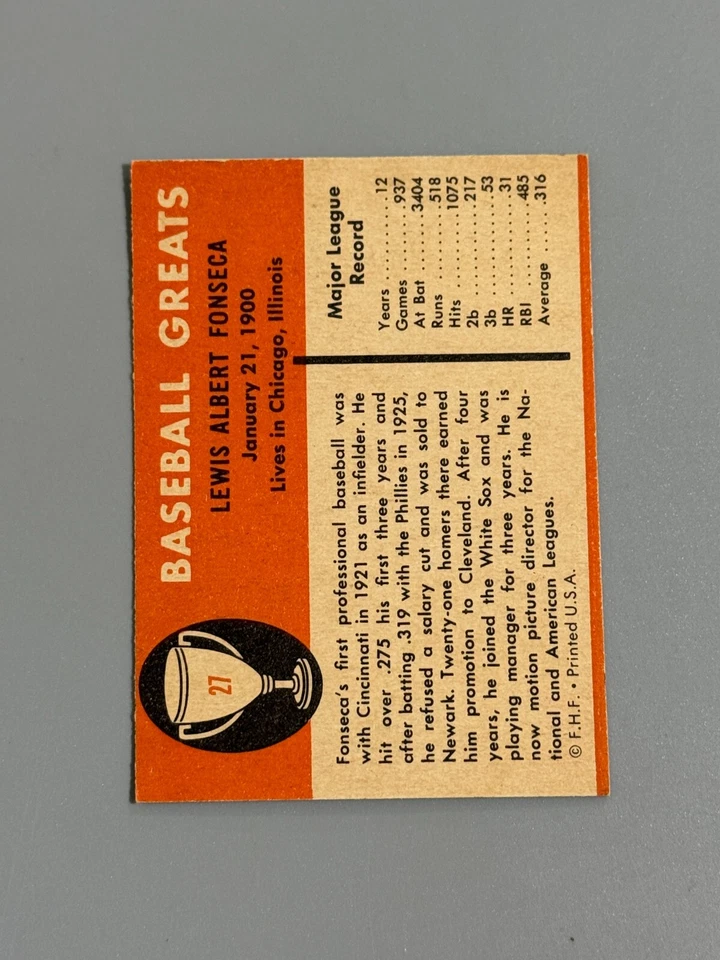 BASEBALL GREATS
LEWIS ALBERT FONSECA
January 21, 1900
Lives in Chicago, Illinois
27
Fonseca's first professional baseball was
with Cincinnati in 1921 as an infielder. He
hit over .275 his first three years and
after batting .319 with the Phillies in 1925,
he refused a salary cut and was sold to
Newark. Twenty-one homers there earned
him promotion to Cleveland. After four
years, he joined the White Sox and was
playing manager for three years. He is
now motion picture director for the Na-
tional and American Leagues.
© F.H.F. • Printed U.S.A.
Major League
Record
Years ..........12
Games ........937
At Bat .......3404
Runs .........518
Hits .........1075
2b ...........217
3b ............53
HR ............31
RBI ..........485
Average .....316